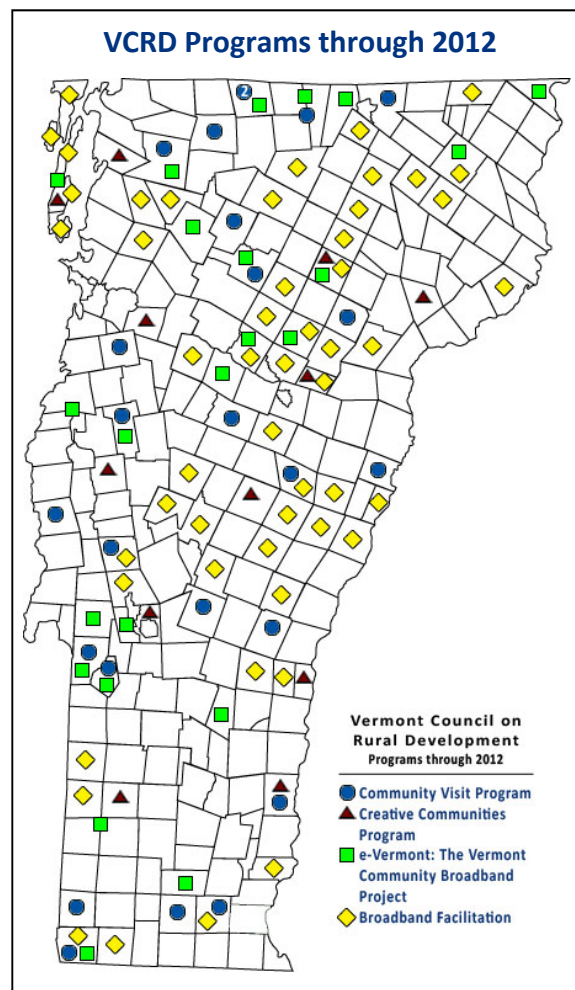 VCRD Programs through 2012
2
Vermont Council on
Rural Development
Programs through 2012
Community Visit Program
Creative Communities
Program
e-Vermont: The Vermont
Community Broadband
Project
Broadband Facilitation